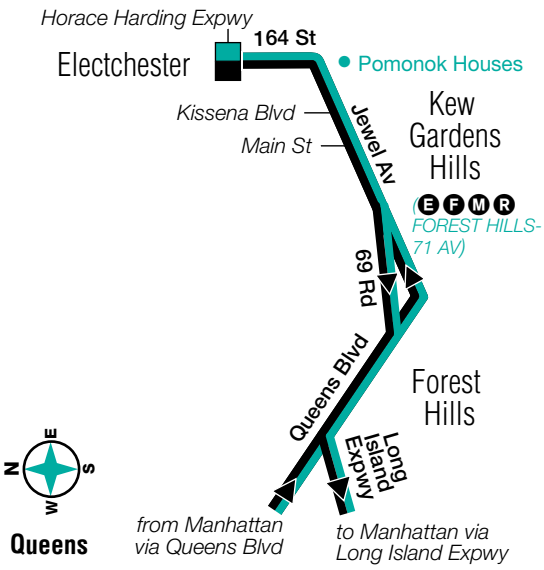 Horace Harding Expwy
164 St
Electchester
Pomonok Houses
Kissena Blvd
Main St
Jewel Av
Kew
Gardens
Hills
(E F M R
FOREST HILLS-
71 AV)
69 Rd
Queens Blvd
Forest
Hills
Long
Island
Expwy
N E S W
Queens
from Manhattan
via Queens Blvd
to Manhattan via
Long Island Expwy